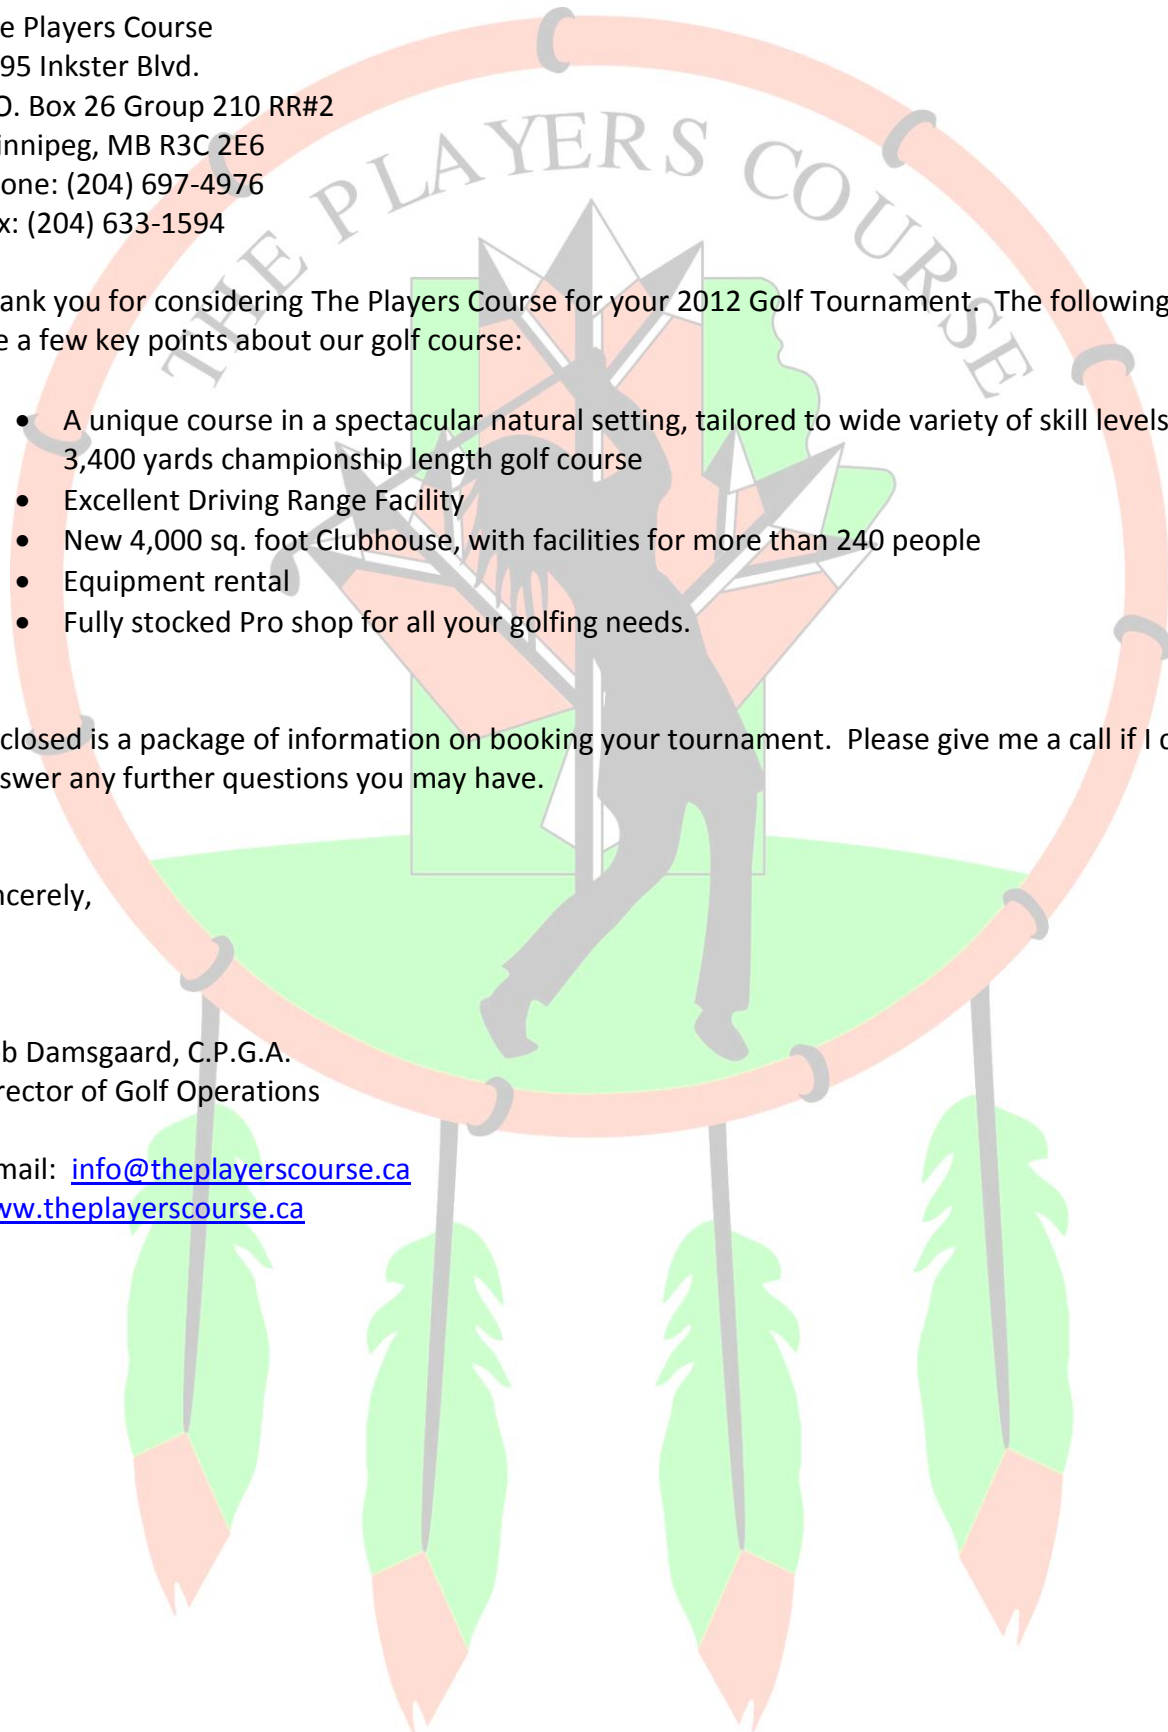 e Players Course
95 Inkster Blvd.
O. Box 26 Group 210 RR#2
innipeg, MB R3C 2E6
one: (204) 697-4976
x: (204) 633-1594
THE PLAYERS COURSE
ank you for considering The Players Course for your 2012 Golf Tournament. The following
e a few key points about our golf course:
• A unique course in a spectacular natural setting, tailored to wide variety of skill levels
3,400 yards championship length golf course
• Excellent Driving Range Facility
• New 4,000 sq. foot Clubhouse, with facilities for more than 240 people
• Equipment rental
• Fully stocked Pro shop for all your golfing needs.
closed is a package of information on booking your tournament. Please give me a call if I c
swer any further questions you may have.
ncerely,
b Damsgaard, C.P.G.A.
rector of Golf Operations
mail: info@theplayerscourse.ca
ww.theplayerscourse.ca